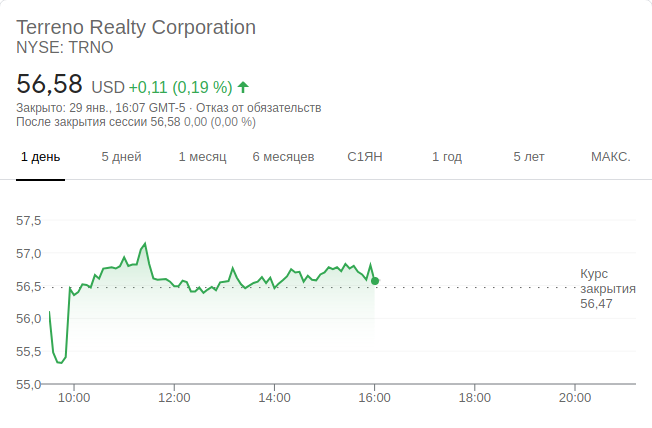 Terreno Realty Corporation
NYSE: TRNO
56,58 USD +0,11 (0,19 %)
Закрыто: 29 янв., 16:07 GMT-5 · Отказ от обязательств
После закрытия сессии 56,58 0,00 (0,00 %)
1 день 5 дней 1 месяц 6 месяцев С1ЯН 1 год 5 лет МАКС.
57,5
57,0
56,5
56,0
55,5
55,0
Курс
закрытия
56,47
10:00 12:00 14:00 16:00 18:00 20:00